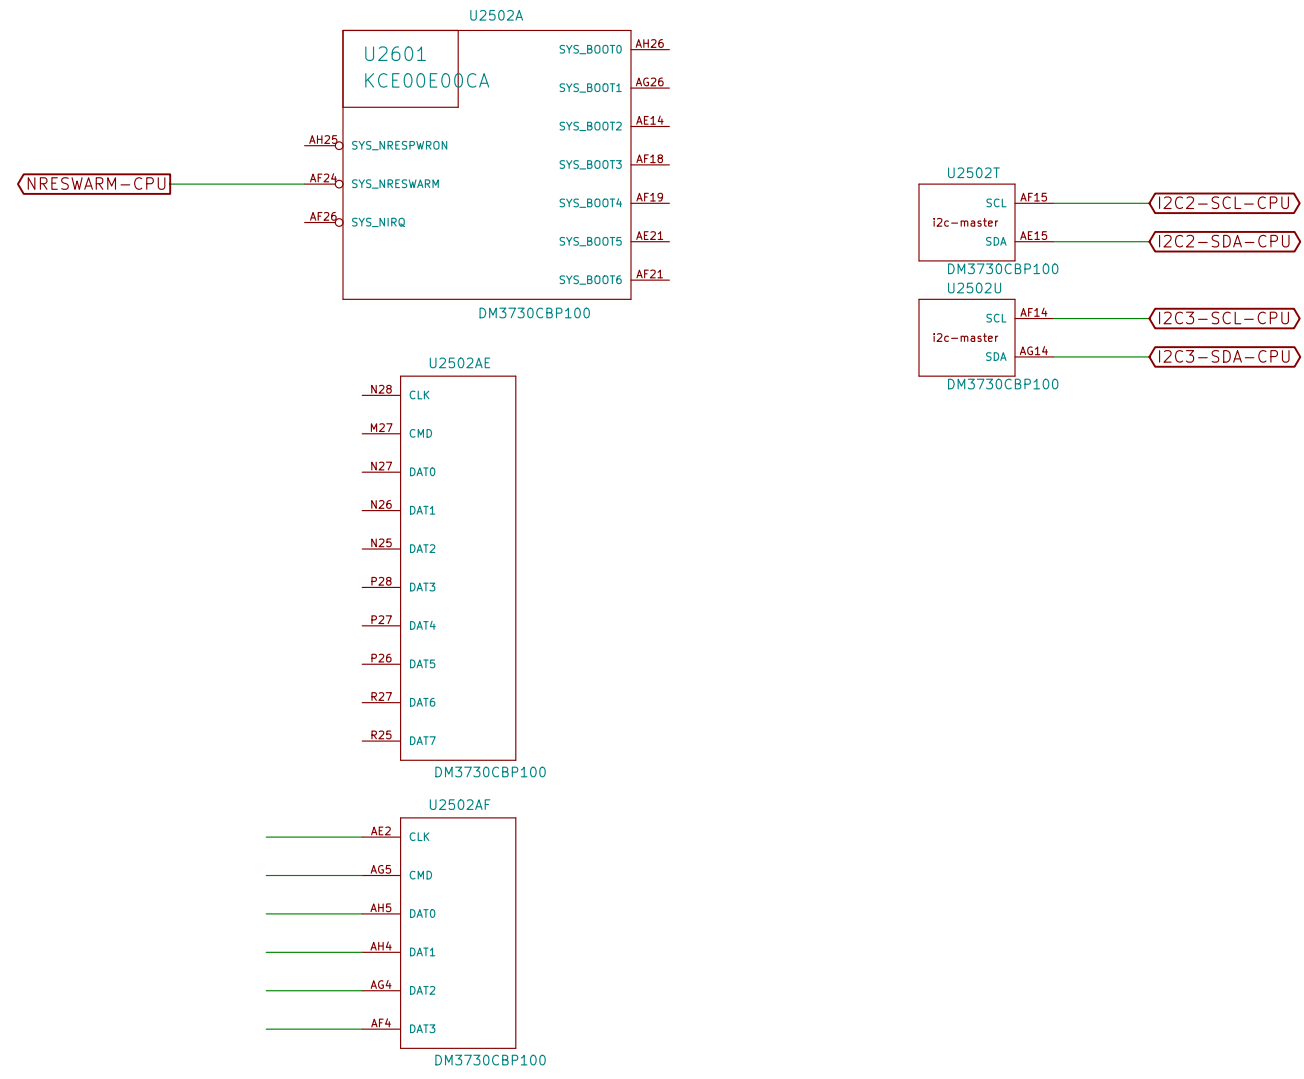 U2502A
U2601
KCE00E00CA
AH25 SYS_NRESPWRON
NRESWARM-CPU AF24 SYS_NRESWARM
AF26 SYS_NIRQ
SYS_BOOT0 AH26
SYS_BOOT1 AG26
SYS_BOOT2 AE14
SYS_BOOT3 AF18
SYS_BOOT4 AF19
SYS_BOOT5 AE21
SYS_BOOT6 AF21
DM3730CBP100
U2502T
SCL AF15 I2C2-SCL-CPU
i2c-master
SDA AE15 I2C2-SDA-CPU
DM3730CBP100
U2502U
SCL AF14 I2C3-SCL-CPU
i2c-master
SDA AG14 I2C3-SDA-CPU
DM3730CBP100
U2502AE
N28 CLK
M27 CMD
N27 DAT0
N26 DAT1
N25 DAT2
P28 DAT3
P27 DAT4
P26 DAT5
R27 DAT6
R25 DAT7
DM3730CBP100
U2502AF
AE2 CLK
AG5 CMD
AH5 DAT0
AH4 DAT1
AG4 DAT2
AF4 DAT3
DM3730CBP100